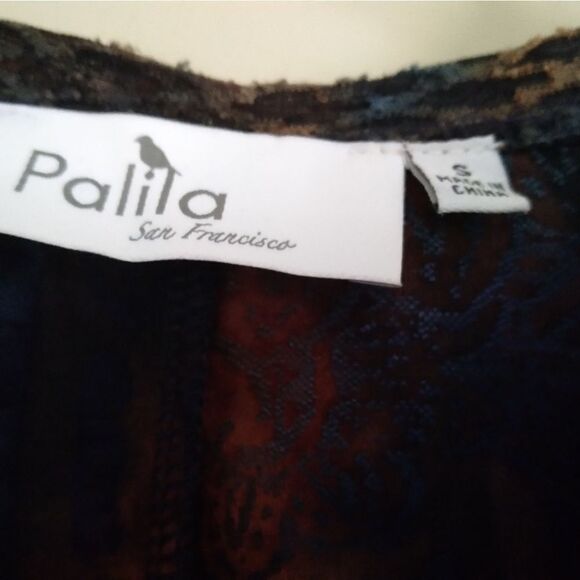 Palila
San Francisco
S
MADE IN
CHINA